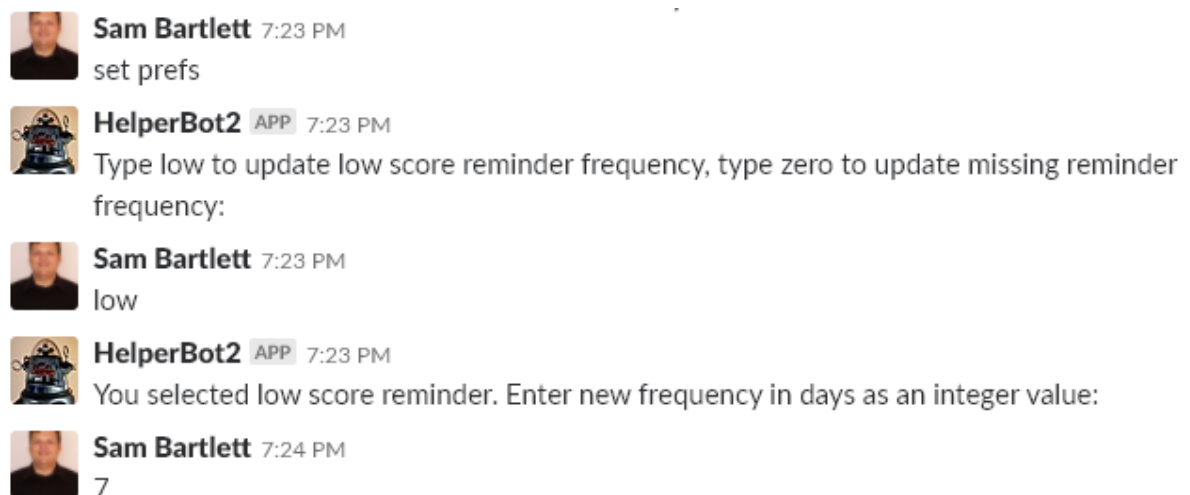 Sam Bartlett 7:23 PM
set prefs
HelperBot2 APP 7:23 PM
Type low to update low score reminder frequency, type zero to update missing reminder
frequency:
Sam Bartlett 7:23 PM
low
HelperBot2 APP 7:23 PM
You selected low score reminder. Enter new frequency in days as an integer value:
Sam Bartlett 7:24 PM
7